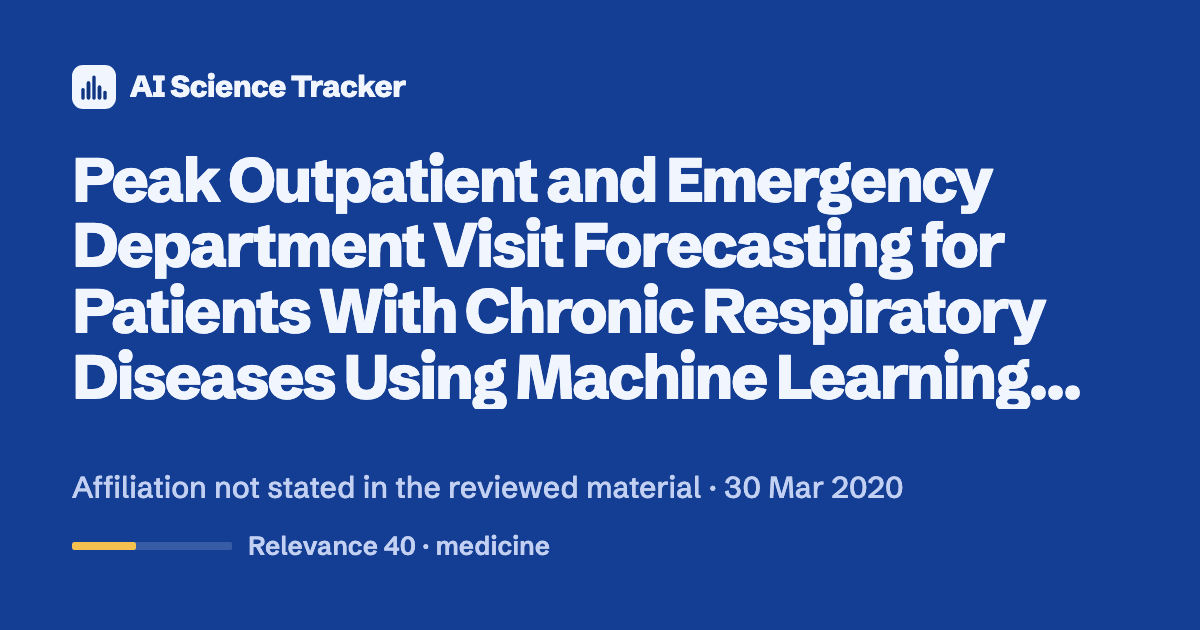 AI Science Tracker
Peak Outpatient and Emergency
Department Visit Forecasting for
Patients With Chronic Respiratory
Diseases Using Machine Learning...
Affiliation not stated in the reviewed material · 30 Mar 2020
Relevance 40 · medicine